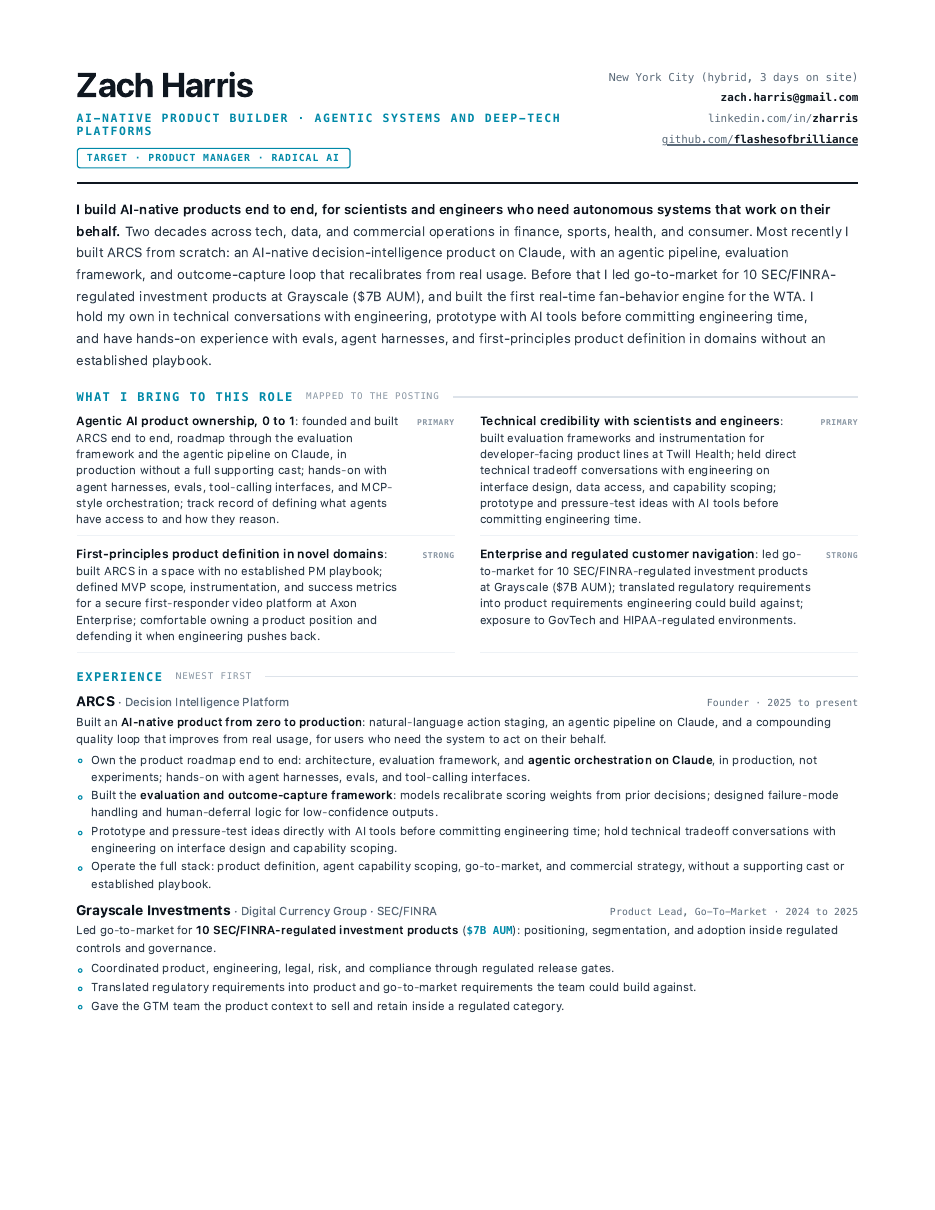 Zach Harris
AI–NATIVE PRODUCT BUILDER · AGENTIC SYSTEMS AND DEEP–TECH
PLATFORMS
TARGET · PRODUCT MANAGER · RADICAL AI
New York City (hybrid, 3 days on site)
zach.harris@gmail.com
linkedin.com/in/zharris
github.com/flashesofbrilliance
I build AI-native products end to end, for scientists and engineers who need autonomous systems that work on their
behalf. Two decades across tech, data, and commercial operations in finance, sports, health, and consumer. Most recently I
built ARCS from scratch: an AI-native decision-intelligence product on Claude, with an agentic pipeline, evaluation
framework, and outcome-capture loop that recalibrates from real usage. Before that I led go-to-market for 10 SEC/FINRA-
regulated investment products at Grayscale ($7B AUM), and built the first real-time fan-behavior engine for the WTA. I
hold my own in technical conversations with engineering, prototype with AI tools before committing engineering time,
and have hands-on experience with evals, agent harnesses, and first-principles product definition in domains without an
established playbook.
WHAT I BRING TO THIS ROLE MAPPED TO THE POSTING
Agentic AI product ownership, 0 to 1: founded and built PRIMARY
ARCS end to end, roadmap through the evaluation
framework and the agentic pipeline on Claude, in
production without a full supporting cast; hands-on with
agent harnesses, evals, tool-calling interfaces, and MCP-
style orchestration; track record of defining what agents
have access to and how they reason.
Technical credibility with scientists and engineers: PRIMARY
built evaluation frameworks and instrumentation for
developer-facing product lines at Twill Health; held direct
technical tradeoff conversations with engineering on
interface design, data access, and capability scoping;
prototype and pressure-test ideas with AI tools before
committing engineering time.
First-principles product definition in novel domains: STRONG
built ARCS in a space with no established PM playbook;
defined MVP scope, instrumentation, and success metrics
for a secure first-responder video platform at Axon
Enterprise; comfortable owning a product position and
defending it when engineering pushes back.
Enterprise and regulated customer navigation: led go- STRONG
to-market for 10 SEC/FINRA-regulated investment products
at Grayscale ($7B AUM); translated regulatory requirements
into product requirements engineering could build against;
exposure to GovTech and HIPAA-regulated environments.
EXPERIENCE NEWEST FIRST
ARCS · Decision Intelligence Platform Founder · 2025 to present
Built an AI-native product from zero to production: natural-language action staging, an agentic pipeline on Claude, and a compounding
quality loop that improves from real usage, for users who need the system to act on their behalf.
Own the product roadmap end to end: architecture, evaluation framework, and agentic orchestration on Claude, in production, not
experiments; hands-on with agent harnesses, evals, and tool-calling interfaces.
Built the evaluation and outcome-capture framework: models recalibrate scoring weights from prior decisions; designed failure-mode
handling and human-deferral logic for low-confidence outputs.
Prototype and pressure-test ideas directly with AI tools before committing engineering time; hold technical tradeoff conversations with
engineering on interface design and capability scoping.
Operate the full stack: product definition, agent capability scoping, go-to-market, and commercial strategy, without a supporting cast or
established playbook.
Grayscale Investments · Digital Currency Group · SEC/FINRA Product Lead, Go–To–Market · 2024 to 2025
Led go-to-market for 10 SEC/FINRA-regulated investment products ($7B AUM): positioning, segmentation, and adoption inside regulated
controls and governance.
Coordinated product, engineering, legal, risk, and compliance through regulated release gates.
Translated regulatory requirements into product and go-to-market requirements the team could build against.
Gave the GTM team the product context to sell and retain inside a regulated category.